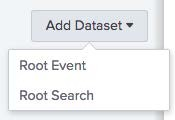 Add Dataset
Root Event
Root Search